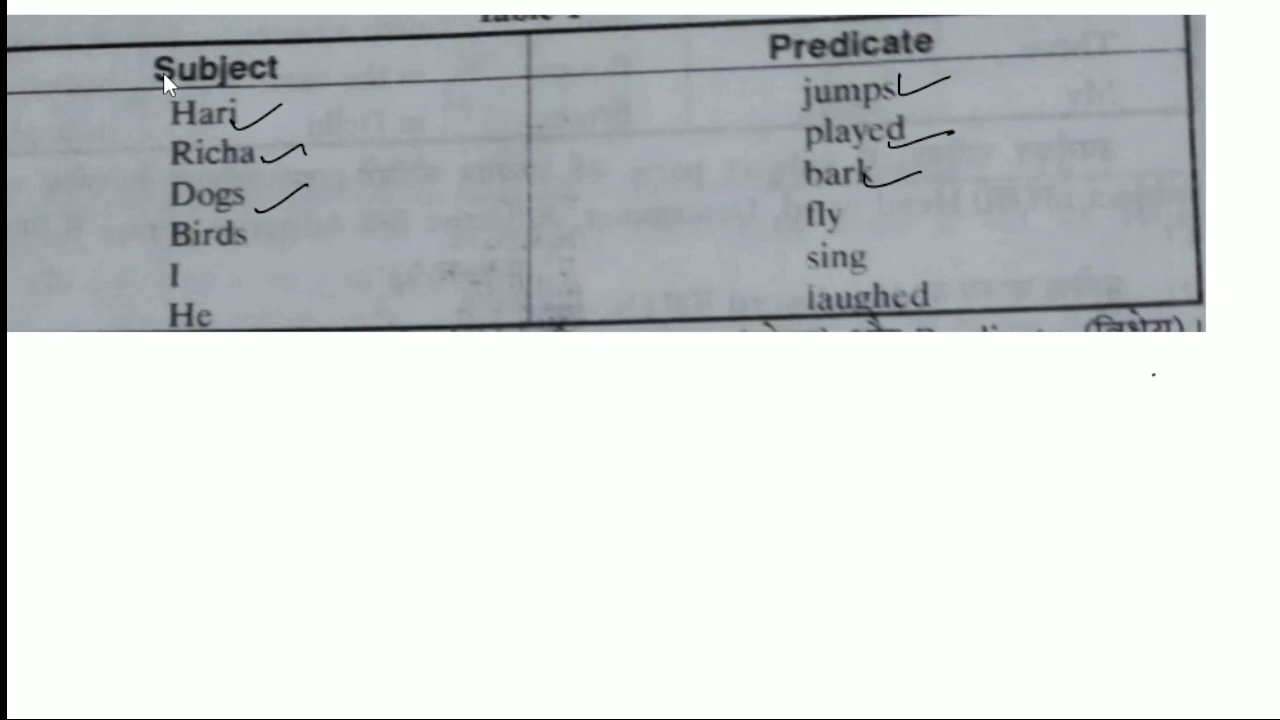 Subject Predicate
Hari jumps
Richa played
Dogs bark
Birds fly
I sing
He laughed
(विधेय)।